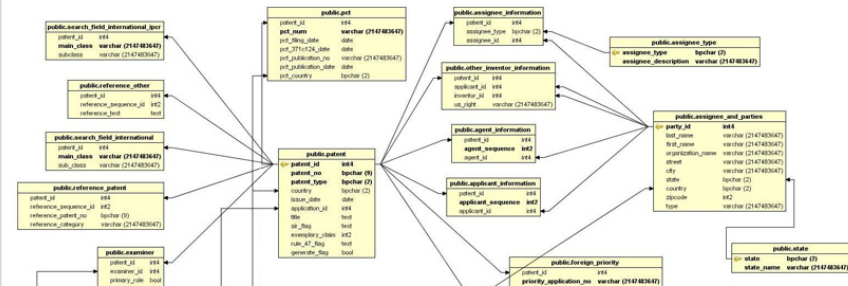 public.search_field_international_ipcr
patent_id int4
main_class varchar (2147483647)
subclass varchar (2147483647)
public.reference_other
patent_id int4
reference_sequence_id int2
reference_text text
public.search_field_international
patent_id int4
main_class varchar (2147483647)
sub_class varchar (2147483647)
public.reference_patent
patent_id int4
reference_sequence_id int2
reference_patent_no bpchar (9)
reference_category varchar (2147483647)
public.examiner
patent_id int4
examiner_id int4
primary_rule bool
public.pct
patent_id int4
pct_num varchar (2147483647)
pct_filing_date date
pct_371c124_date date
pct_publication_no varchar (2147483647)
pct_publication_date date
pct_country bpchar (2)
public.patent
patent_id int4
patent_no bpchar (9)
patent_type bpchar (2)
country bpchar (2)
issue_date date
application_id int4
title text
sir_flag text
exemplary_claim int2
rule_47_flag text
generate_flag bool
public.assignee_information
patent_id int4
assignee_type bpchar (2)
assignee_id int4
public.other_inventor_information
patent_id int4
applicant_id int4
inventor_id int4
us_right varchar (2147483647)
public.agent_information
patent_id int4
agent_sequence int2
agent_id int4
public.applicant_information
patent_id int4
applicant_sequence int2
applicant_id int4
public.foreign_priority
patent_id int4
priority_application_no varchar (2147483647)
public.assignee_type
assignee_type bpchar (2)
assignee_description varchar (2147483647)
public.assignee_and_parties
party_id int4
last_name varchar (2147483647)
first_name varchar (2147483647)
organization_name varchar (2147483647)
street varchar (2147483647)
city varchar (2147483647)
state bpchar (2)
country bpchar (2)
zipcode int2
type varchar (2147483647)
public.state
state bpchar (2)
state_name varchar (2147483647)